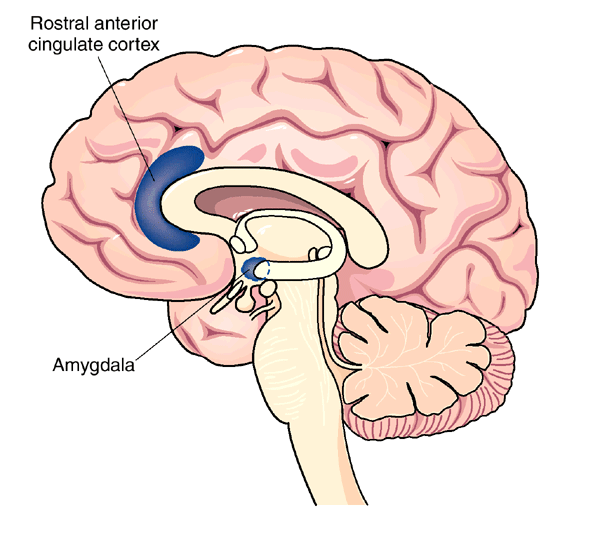 Rostral anterior
cingulate cortex
Amygdala